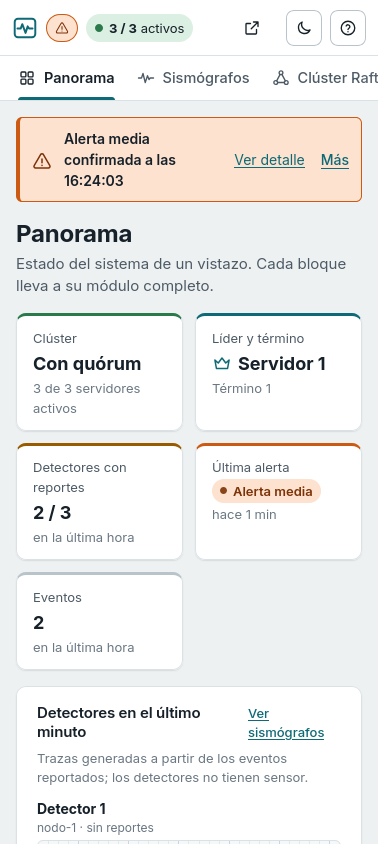 3 / 3 activos
Panorama
Sismógrafos
Clúster Raft
Alerta media
confirmada a las
16:24:03
Ver detalle
Más
Panorama
Estado del sistema de un vistazo. Cada bloque
lleva a su módulo completo.
Clúster
Con quórum
3 de 3 servidores
activos
Líder y término
Servidor 1
Término 1
Detectores con
reportes
2 / 3
en la última hora
Última alerta
Alerta media
hace 1 min
Eventos
2
en la última hora
Detectores en el último
minuto
Ver
sismógrafos
Trazas generadas a partir de los eventos
reportados; los detectores no tienen sensor.
Detector 1
nodo-1 · sin reportes